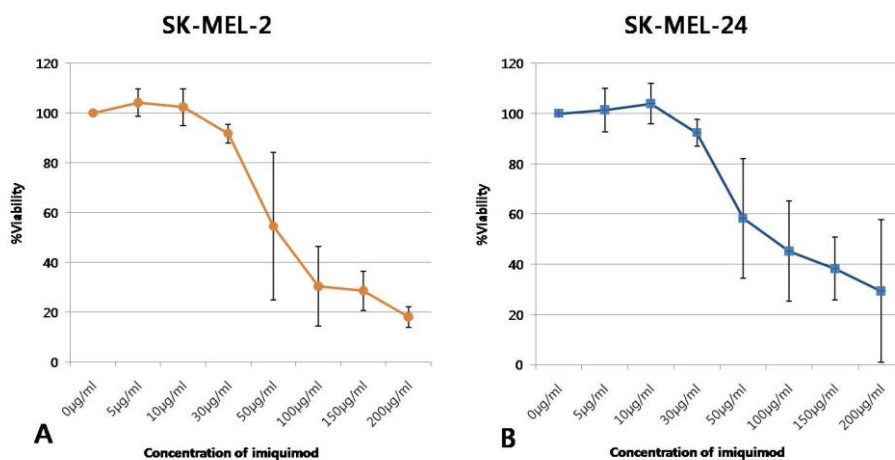 SK-MEL-2
120
100
80
60
40
20
0
%Viability
0µg/ml
5µg/ml
10µg/ml
30µg/ml
50µg/ml
100µg/ml
150µg/ml
200µg/ml
A
Concentration of imiquimod
SK-MEL-24
120
100
80
60
40
20
0
%Viability
0µg/ml
5µg/ml
10µg/ml
30µg/ml
50µg/ml
100µg/ml
150µg/ml
200µg/ml
B
Concentration of imiquimod